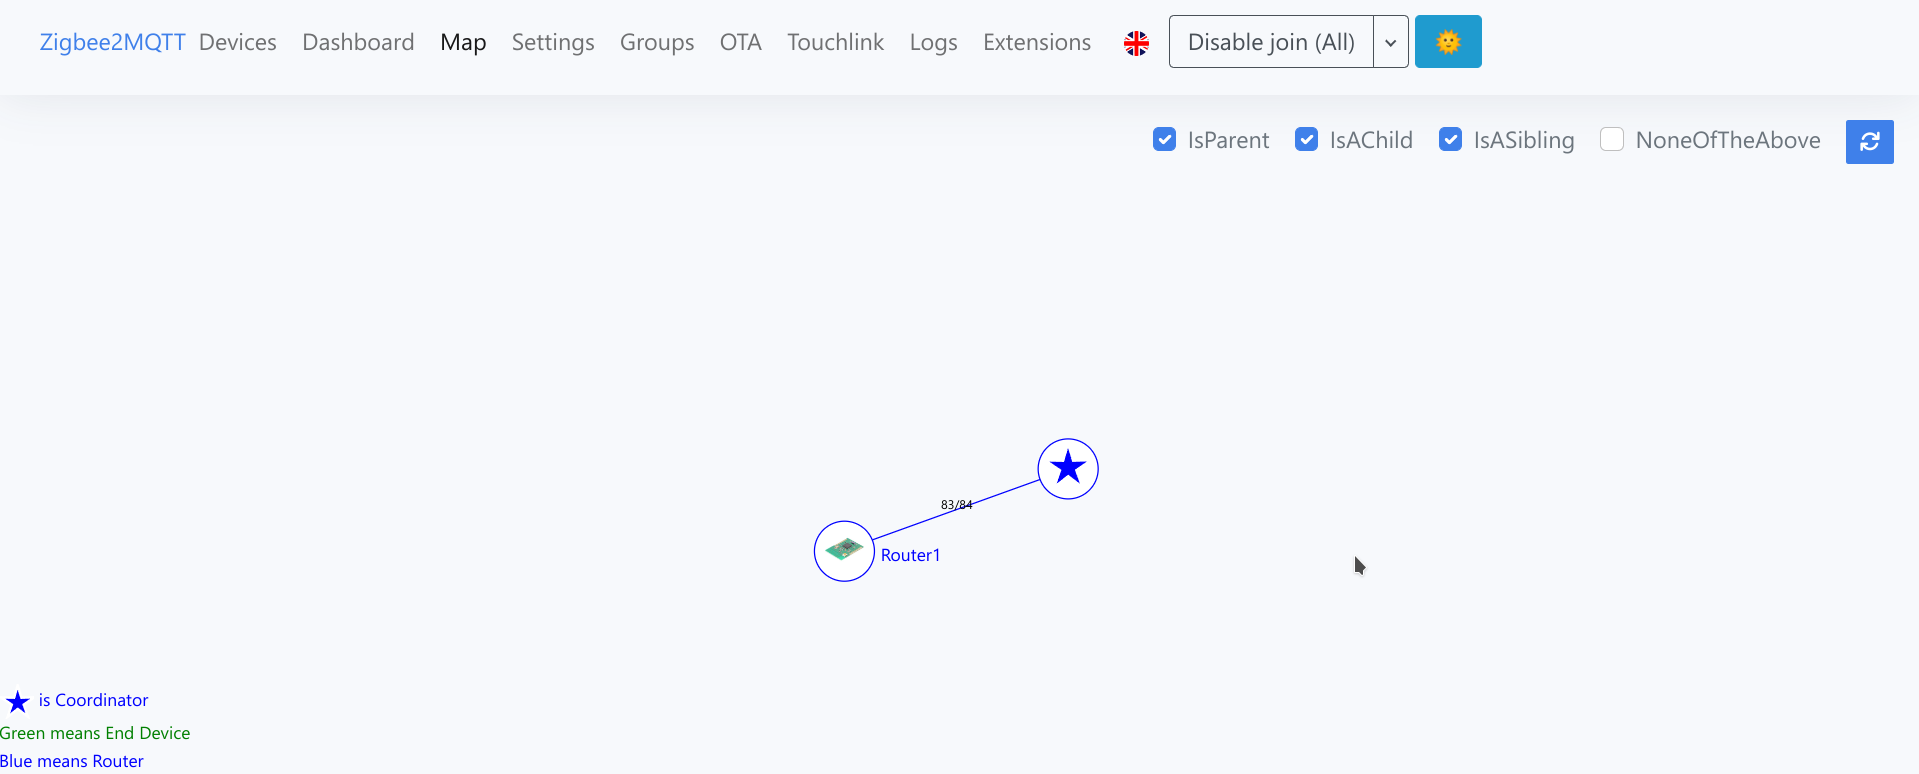 Zigbee2MQTT Devices Dashboard Map Settings Groups OTA Touchlink Logs Extensions Disable join (All)
IsParent IsAChild IsASibling NoneOfTheAbove
83/84
Router1
is Coordinator
Green means End Device
Blue means Router